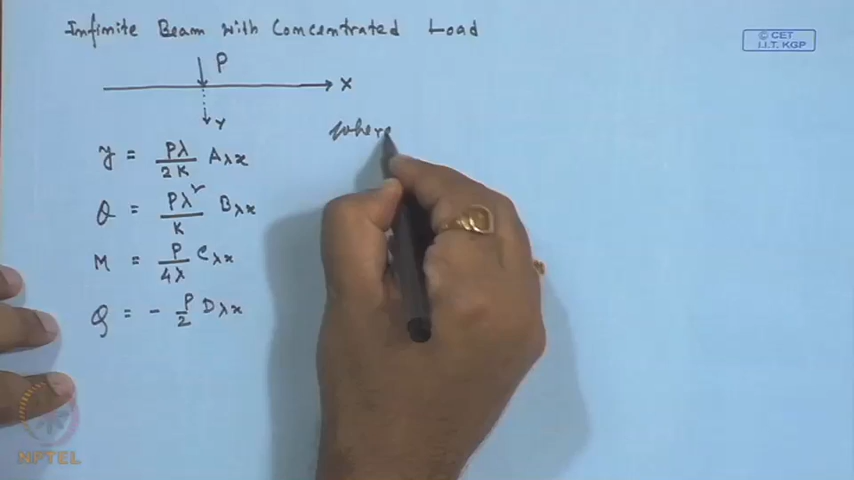 Infinite Beam with Concentrated Load
© CET
I.I.T. KGP
P
X
Y
where
y = Pλ/2K Aλx
θ = Pλ²/K Bλx
M = P/4λ Cλx
Q = - P/2 Dλx
NPTEL